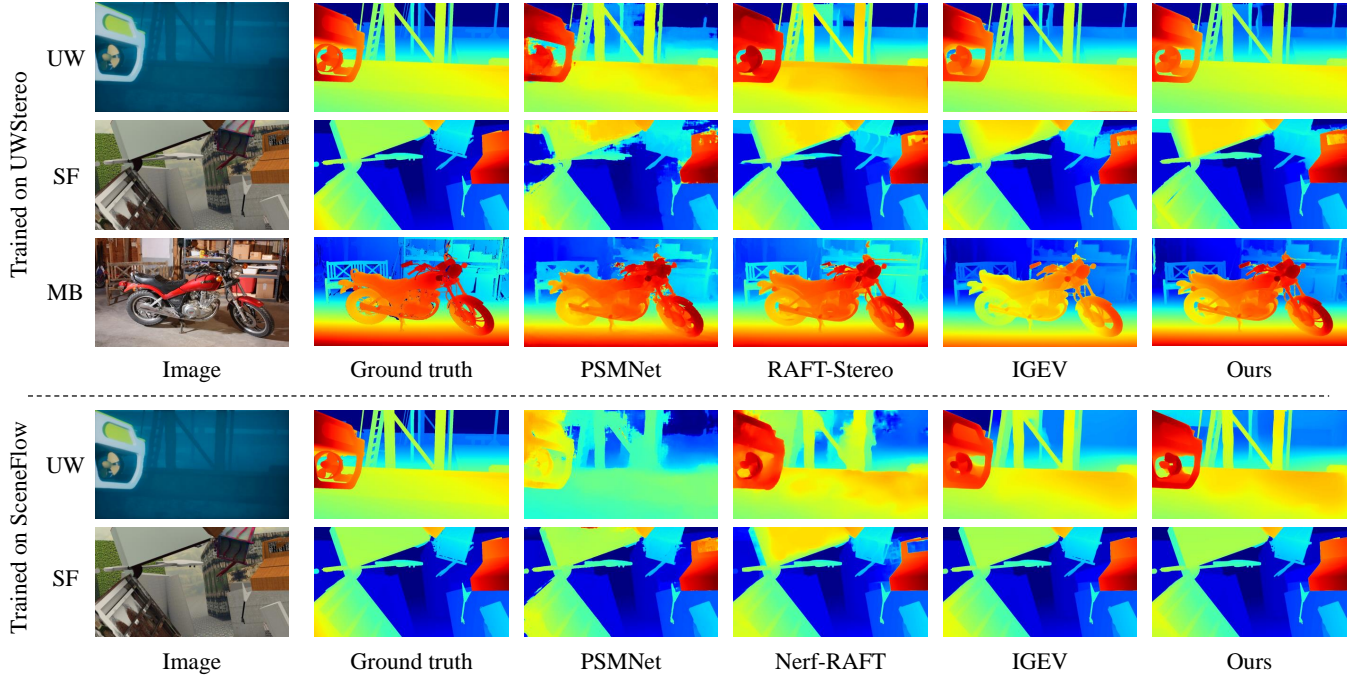 Trained on UWStereo
UW
SF
MB
Image Ground truth PSMNet RAFT-Stereo IGEV Ours
Trained on SceneFlow
UW
SF
Image Ground truth PSMNet Nerf-RAFT IGEV Ours